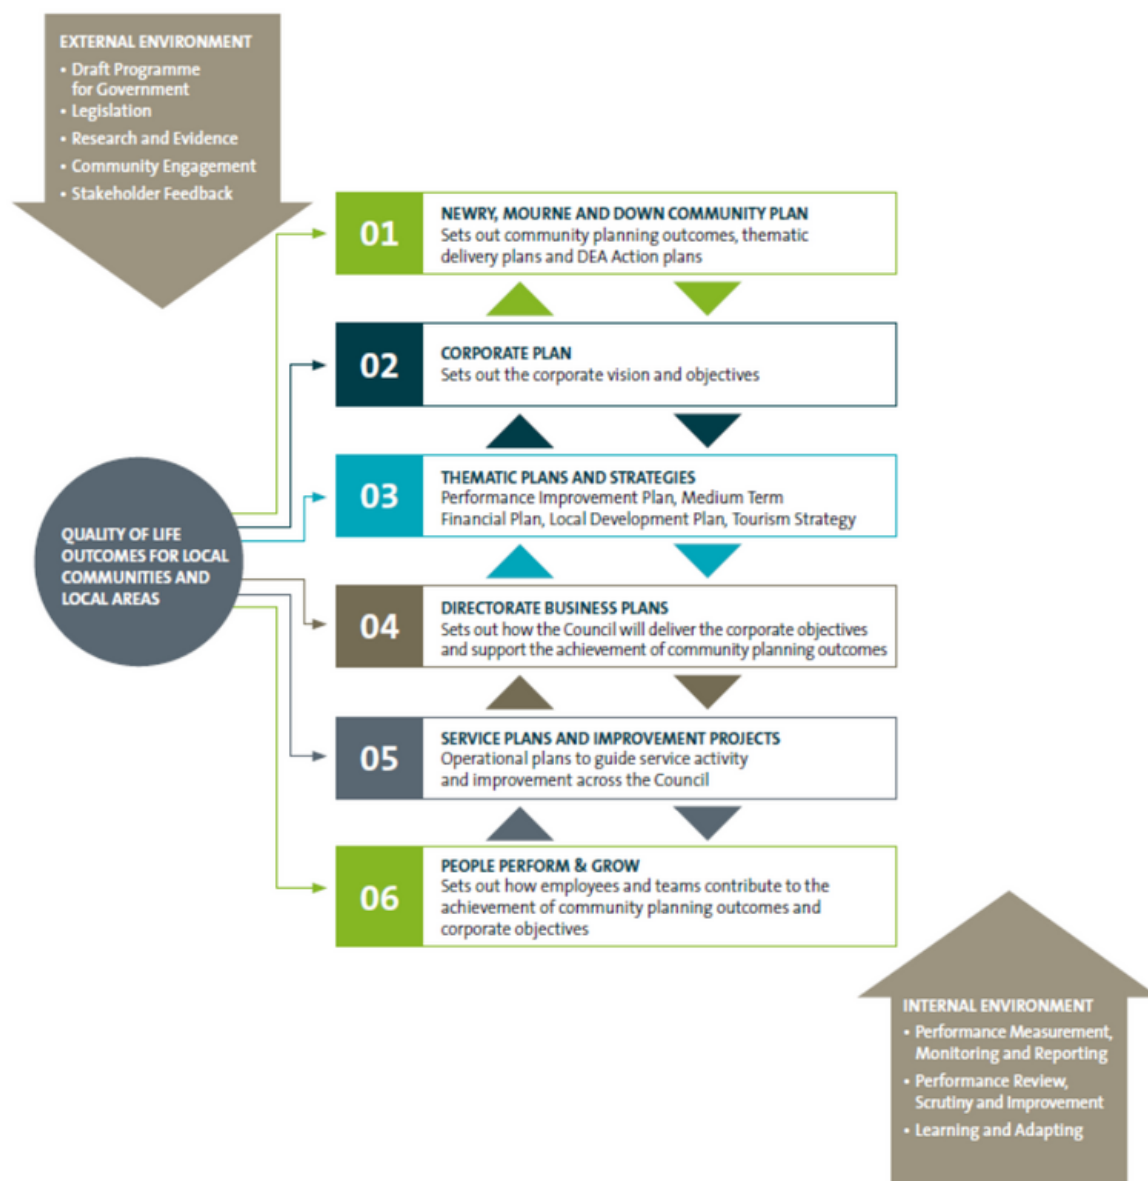 EXTERNAL ENVIRONMENT
• Draft Programme
for Government
• Legislation
• Research and Evidence
• Community Engagement
• Stakeholder Feedback
01
NEWRY, MOURNE AND DOWN COMMUNITY PLAN
Sets out community planning outcomes, thematic
delivery plans and DEA Action plans
02
CORPORATE PLAN
Sets out the corporate vision and objectives
03
THEMATIC PLANS AND STRATEGIES
Performance Improvement Plan, Medium Term
Financial Plan, Local Development Plan, Tourism Strategy
QUALITY OF LIFE
OUTCOMES FOR LOCAL
COMMUNITIES AND
LOCAL AREAS
04
DIRECTORATE BUSINESS PLANS
Sets out how the Council will deliver the corporate objectives
and support the achievement of community planning outcomes
05
SERVICE PLANS AND IMPROVEMENT PROJECTS
Operational plans to guide service activity
and improvement across the Council
06
PEOPLE PERFORM & GROW
Sets out how employees and teams contribute to the
achievement of community planning outcomes and
corporate objectives
INTERNAL ENVIRONMENT
• Performance Measurement,
Monitoring and Reporting
• Performance Review,
Scrutiny and Improvement
• Learning and Adapting